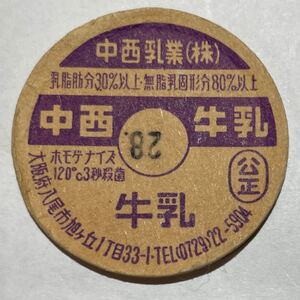 中西乳業(株)
乳脂肪分3.0%以上・無脂乳固形分8.0%以上
中西 牛乳
28.
ホモゲナイズ
120℃3秒殺菌
公正
牛乳
大阪府八尾市旭ヶ丘1丁目33-1・TEL(0729)22-5904